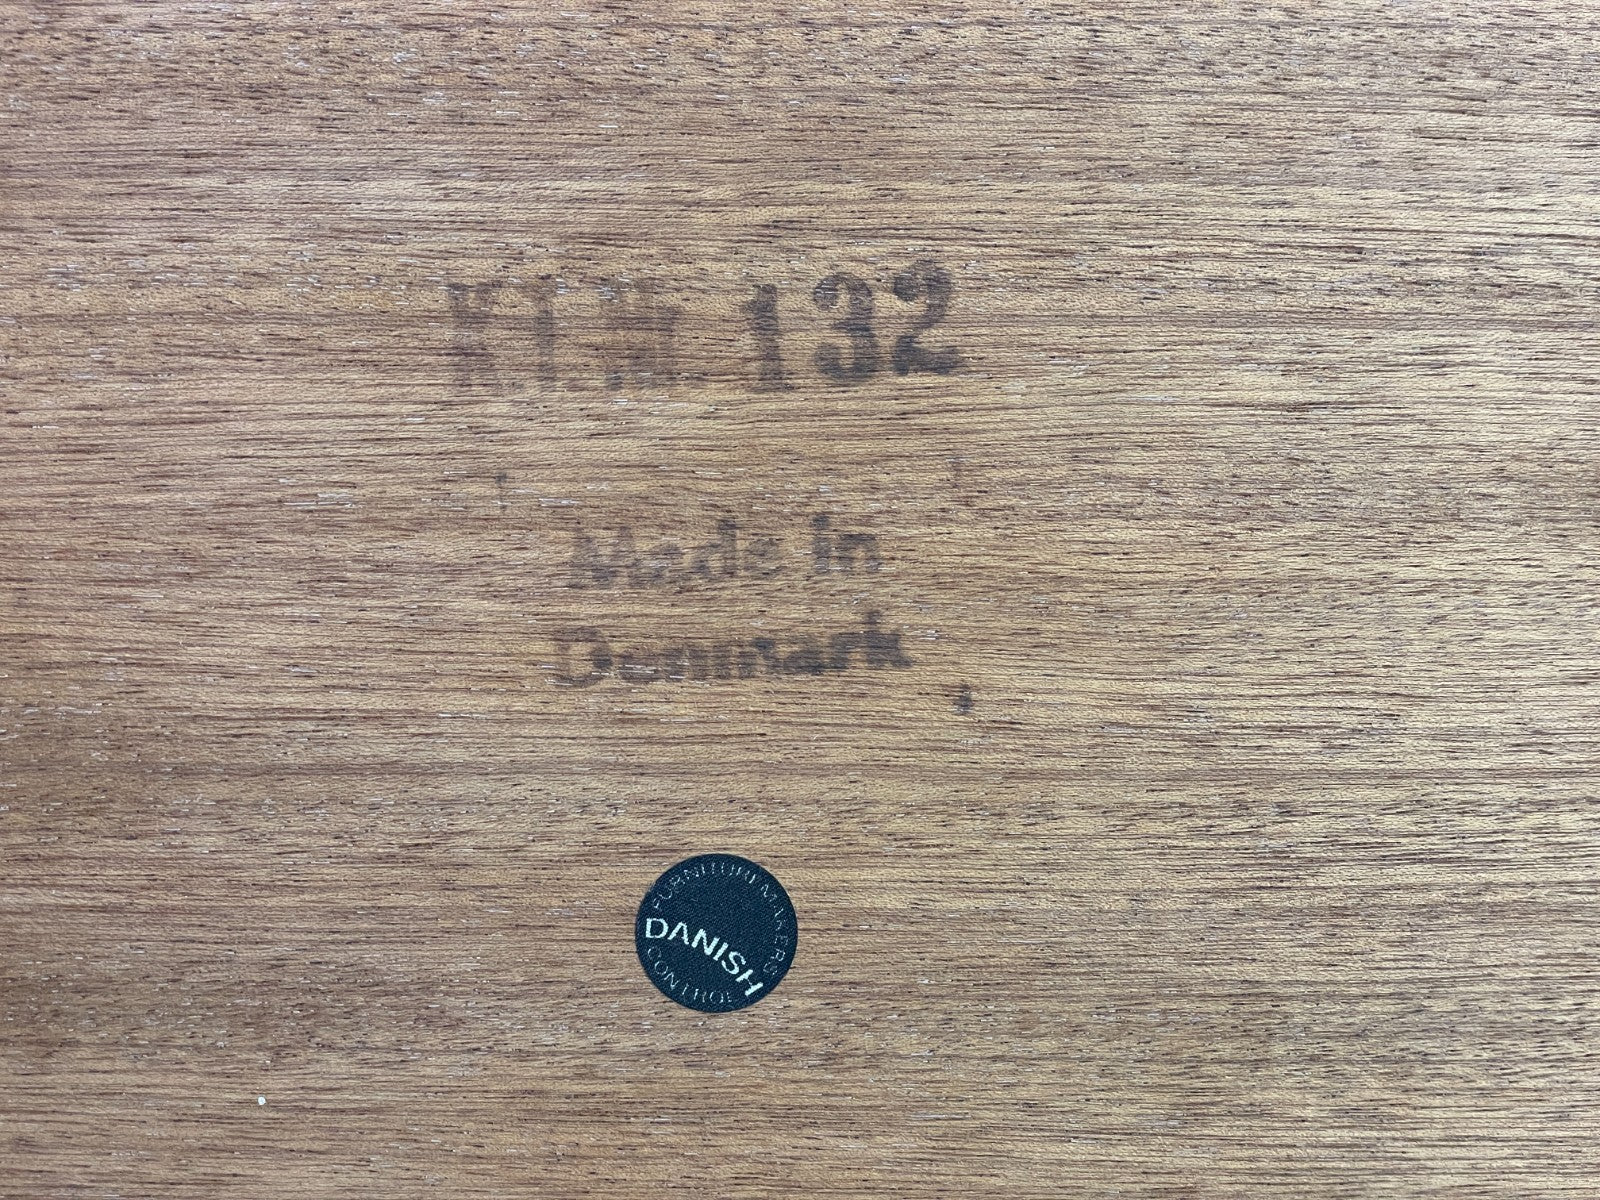 K.I.M. 132
Made in
Denmark
FURNITUREMAKERS
DANISH
CONTROL